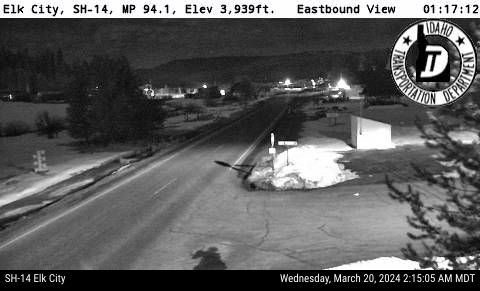 Elk City, SH-14, MP 94.1, Elev 3,939ft. Eastbound View 01:17:12
IDAHO
TRANSPORTATION DEPARTMENT
SH-14 Elk City
Wednesday, March 20, 2024 2:15:05 AM MDT